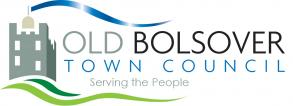 OLD BOLSOVER
TOWN COUNCIL
Serving the People